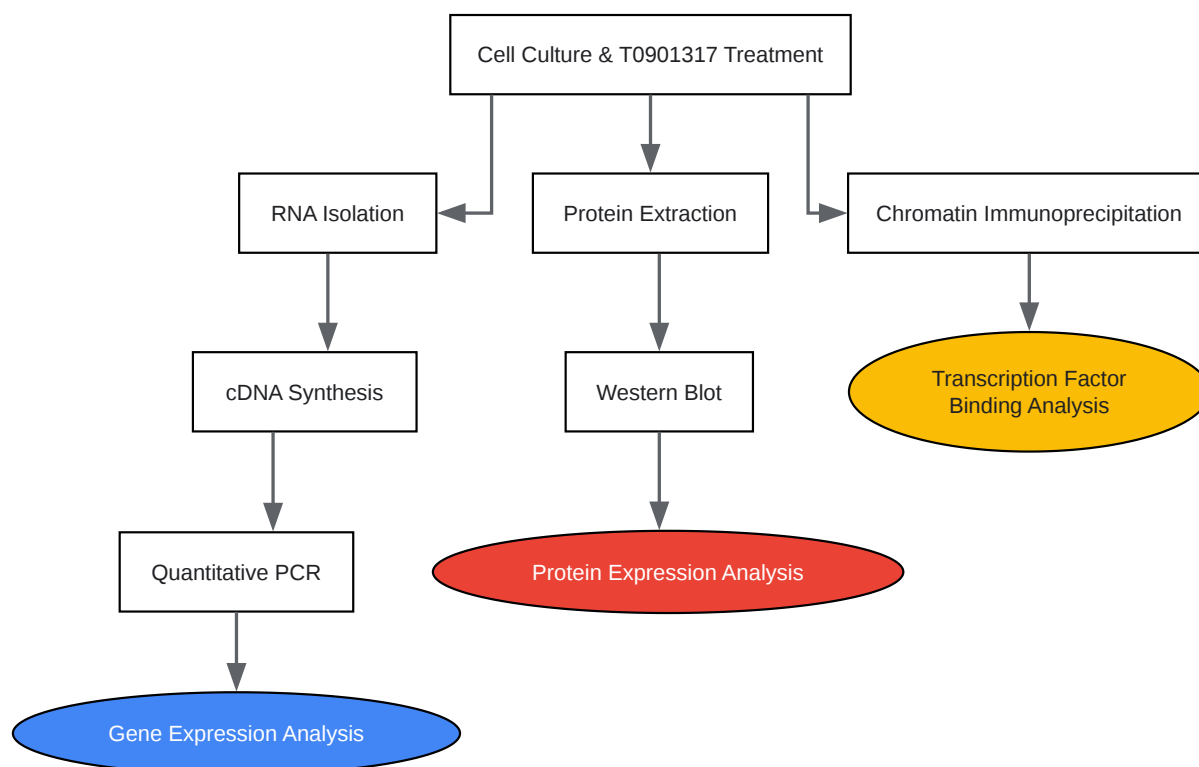 Cell Culture & T0901317 Treatment
RNA Isolation
Protein Extraction
Chromatin Immunoprecipitation
cDNA Synthesis
Western Blot
Transcription Factor
Binding Analysis
Quantitative PCR
Protein Expression Analysis
Gene Expression Analysis